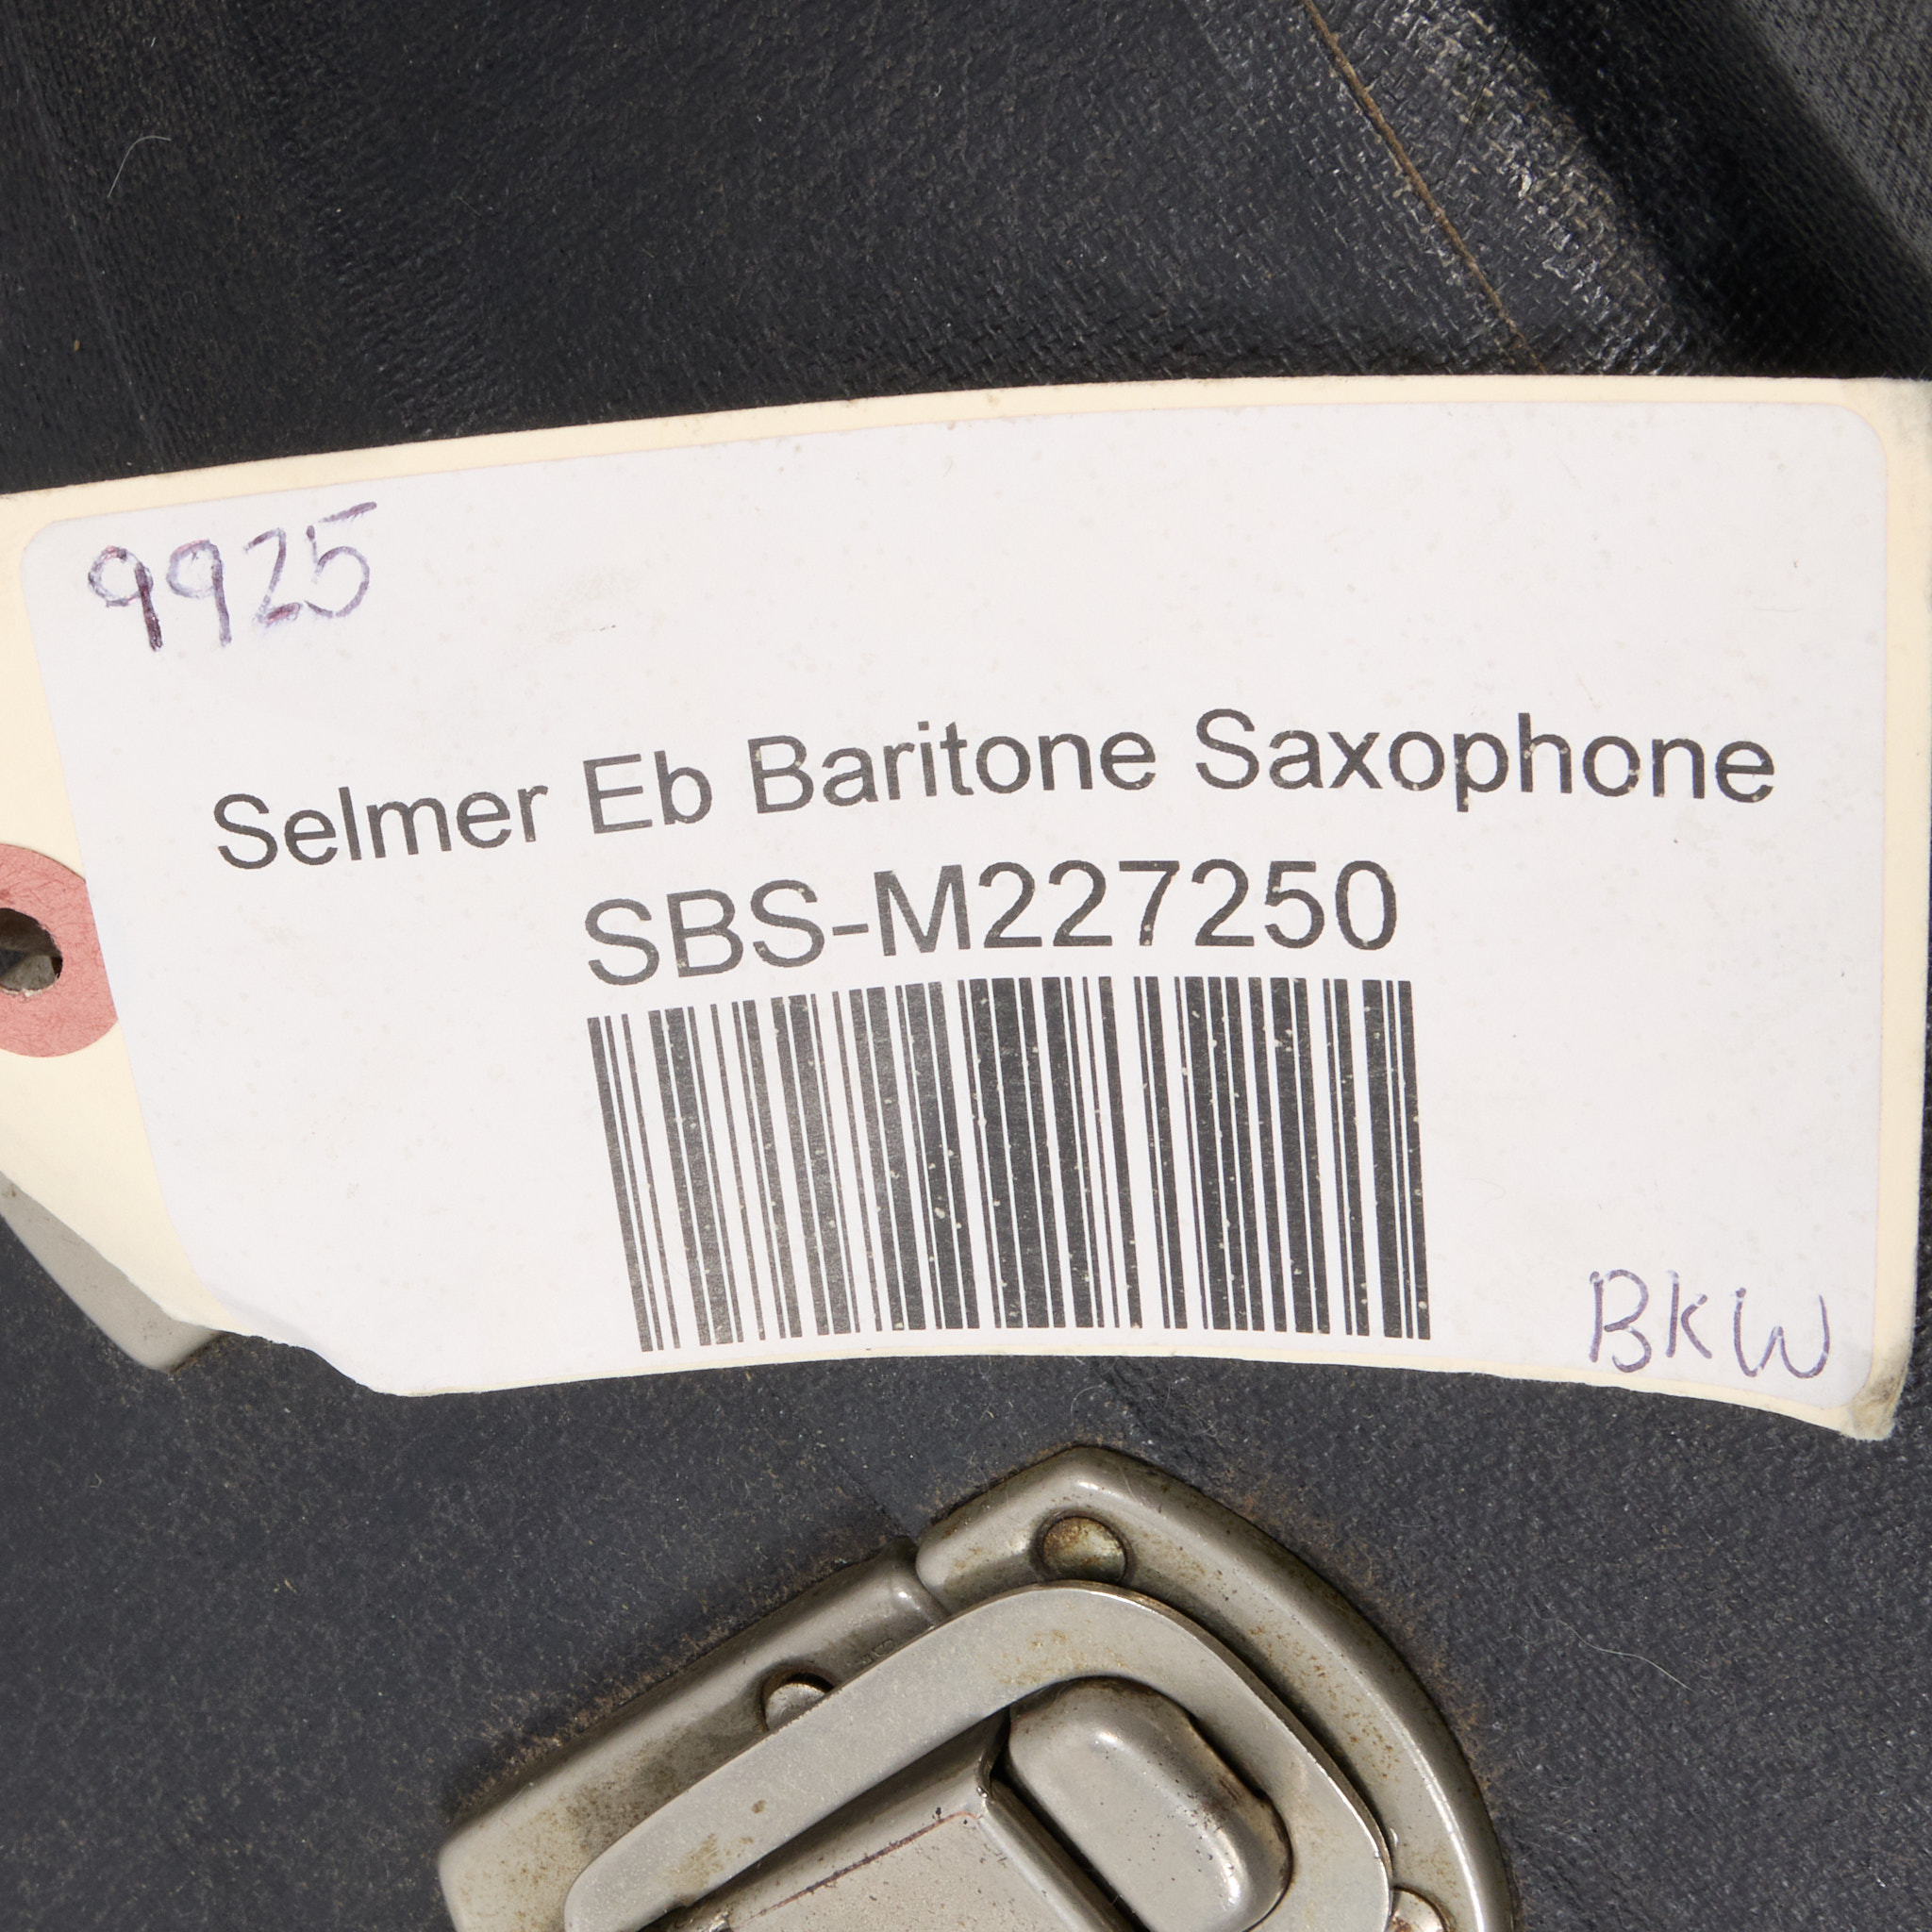 9925
Selmer Eb Baritone Saxophone
SBS-M227250
BKW